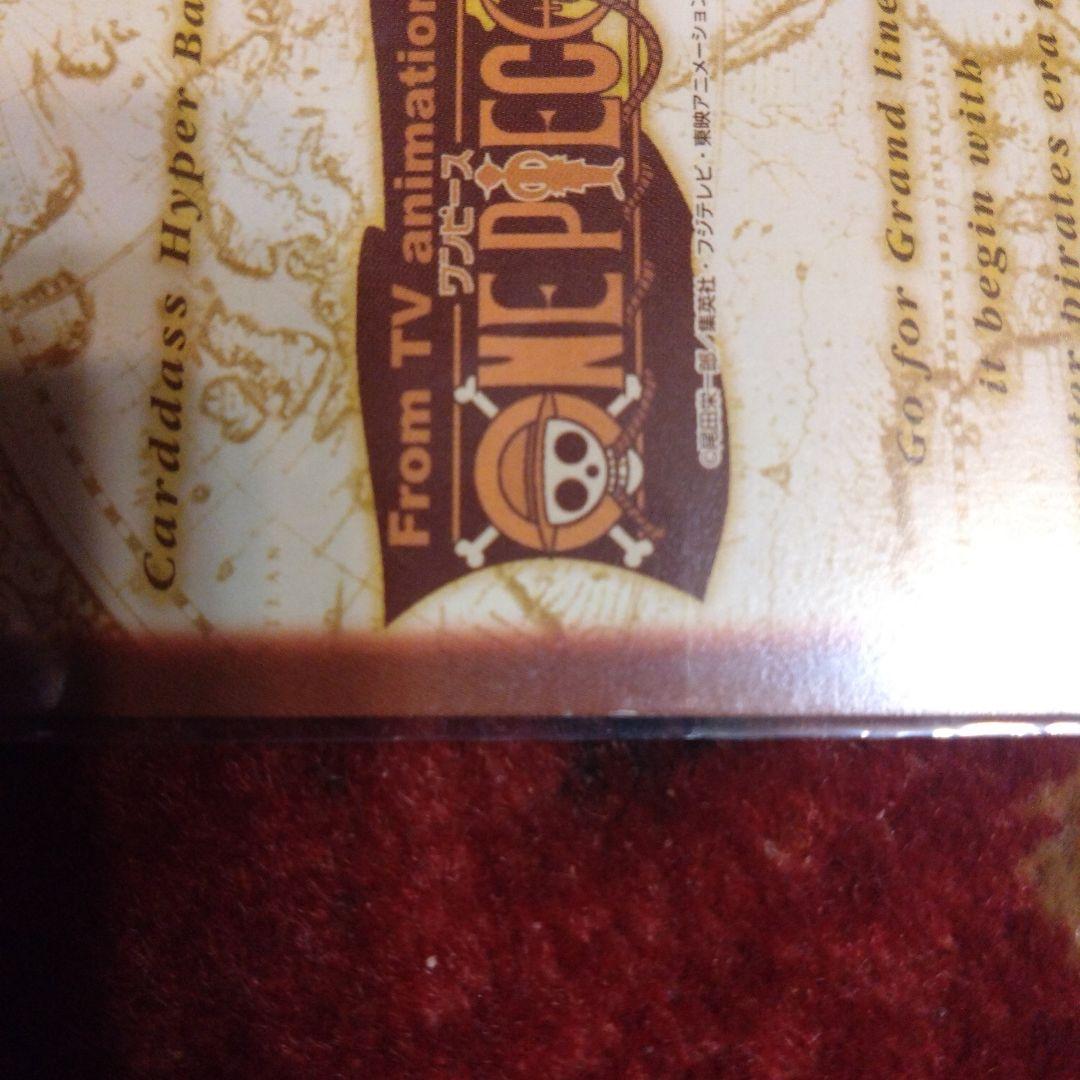 Carddass Hyper Ba
From TV animation
ワンピース
ONE PIECE
©尾田栄一郎／集英社・フジテレビ・東映アニメーション
Go for Grand line
it begin with
pirates era